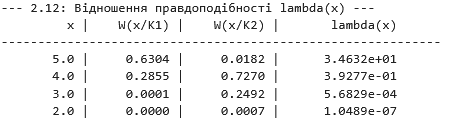 --- 2.12: Відношення правдоподібності lambda(x) ---
x | W(x/K1) | W(x/K2) | lambda(x)
----------------------------------------------------------
5.0 | 0.6304 | 0.0182 | 3.4632e+01
4.0 | 0.2855 | 0.7270 | 3.9277e-01
3.0 | 0.0001 | 0.2492 | 5.6829e-04
2.0 | 0.0000 | 0.0007 | 1.0489e-07